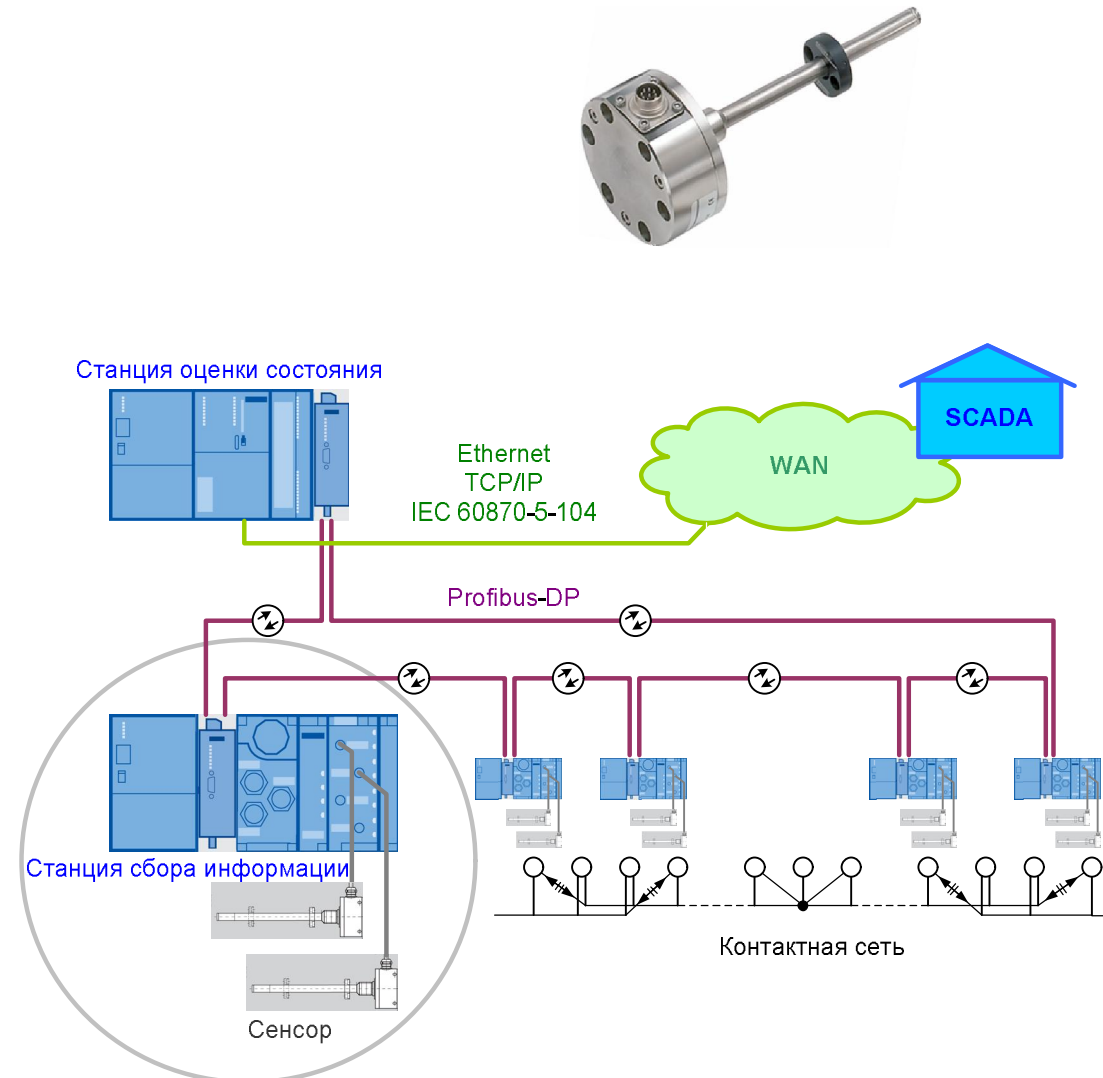 Станция оценки состояния
SCADA
WAN
Ethernet
TCP/IP
IEC 60870-5-104
Profibus-DP
Станция сбора информации
Контактная сеть
Сенсор